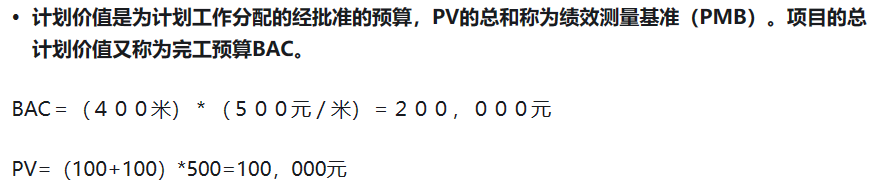 • 计划价值是为计划工作分配的经批准的预算，PV的总和称为绩效测量基准（PMB）。项目的总
计划价值又称为完工预算BAC。
BAC＝（４００米）＊（５００元／米）＝２００，０００元
PV=（100+100）*500=100，000元